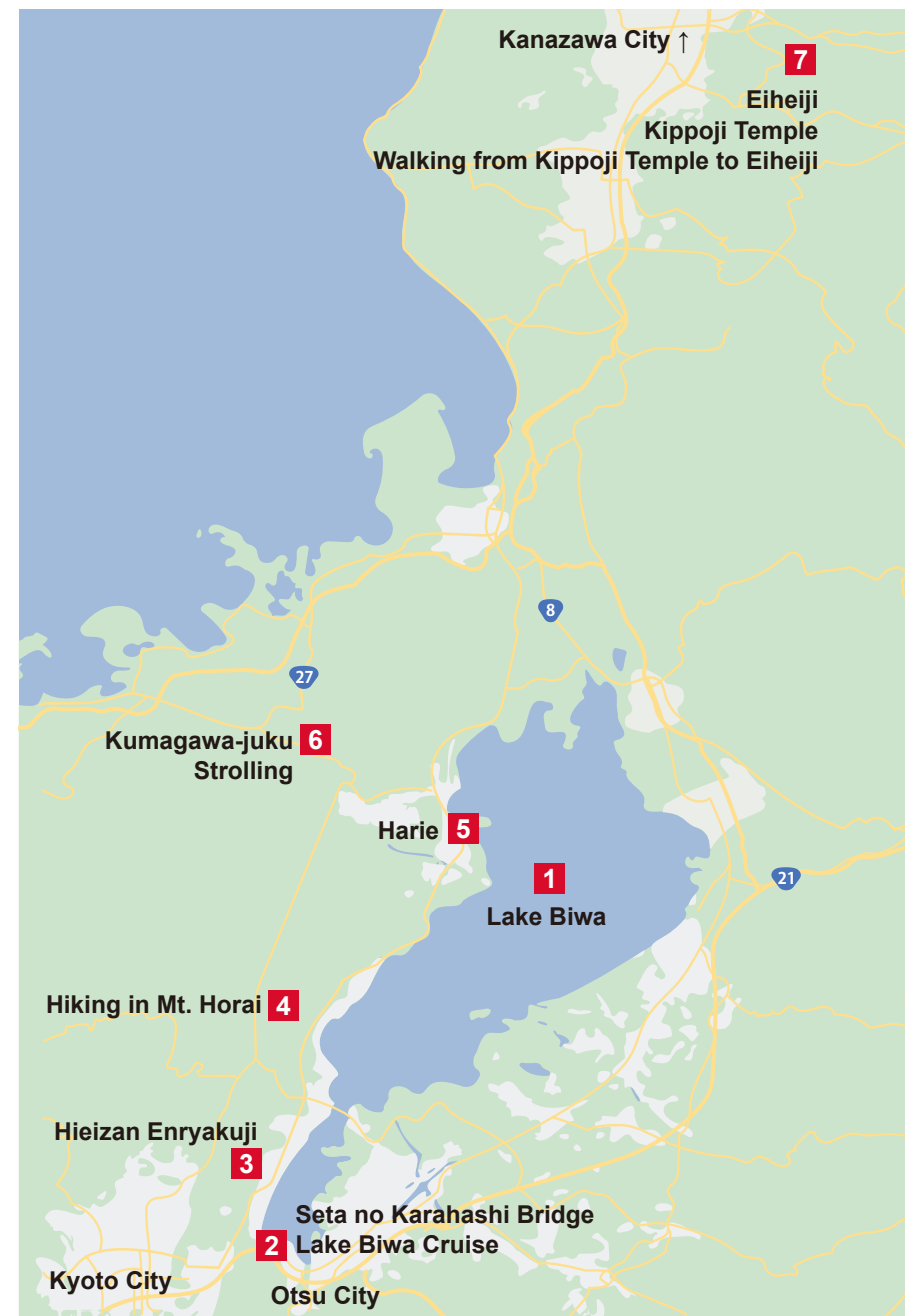 Kanazawa City ↑
7
Eiheiji
Kippoji Temple
Walking from Kippoji Temple to Eiheiji
8
27
Kumagawa-juku 6
Strolling
Harie 5
1
Lake Biwa
21
Hiking in Mt. Horai 4
Hieizan Enryakuji
3
Seta no Karahashi Bridge
2 Lake Biwa Cruise
Kyoto City
Otsu City